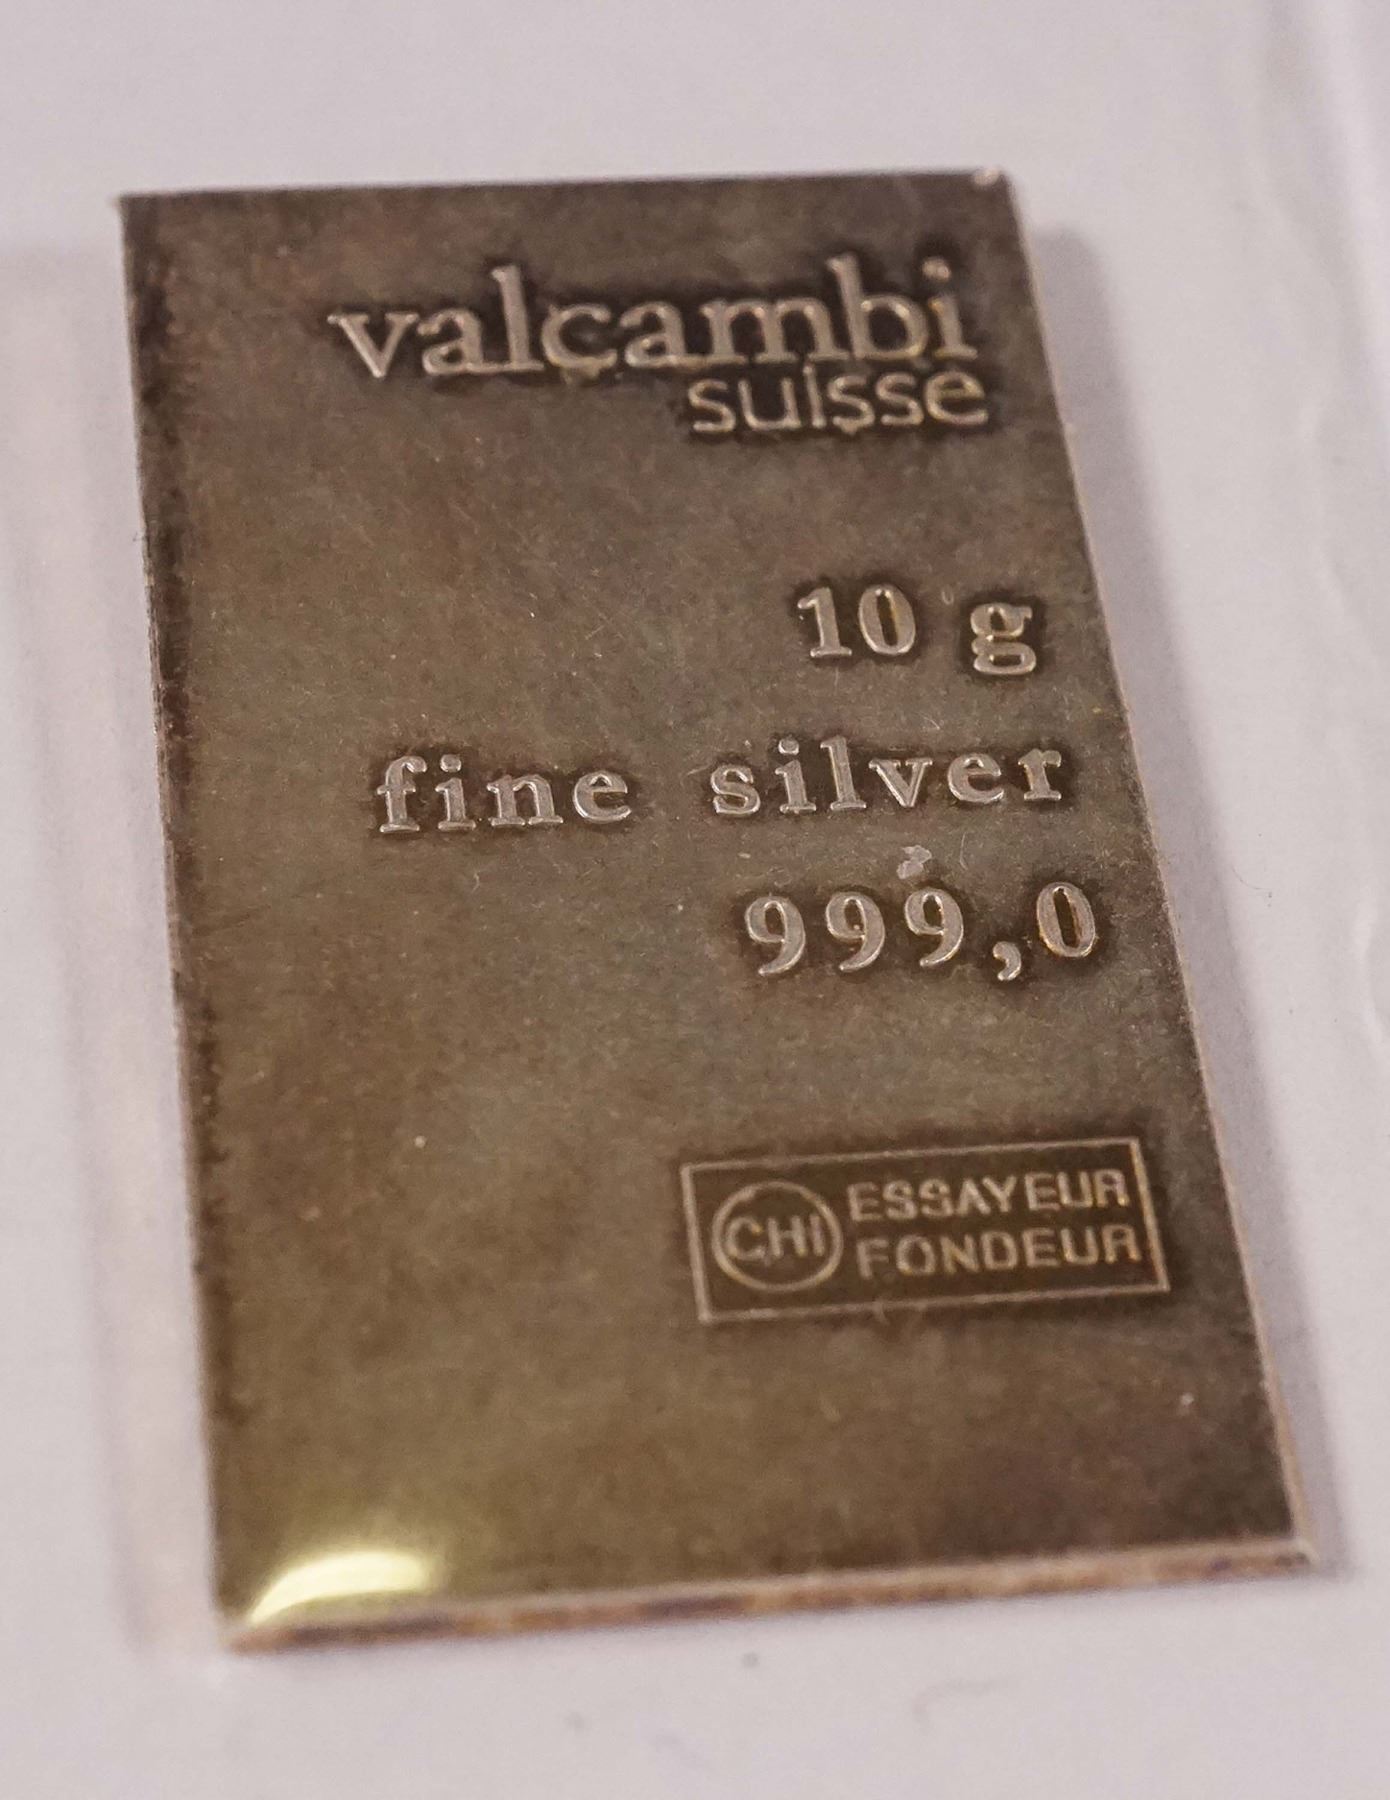 valçambi
suisse
10 g
fine silver
999,0
CHI ESSAYEUR
FONDEUR